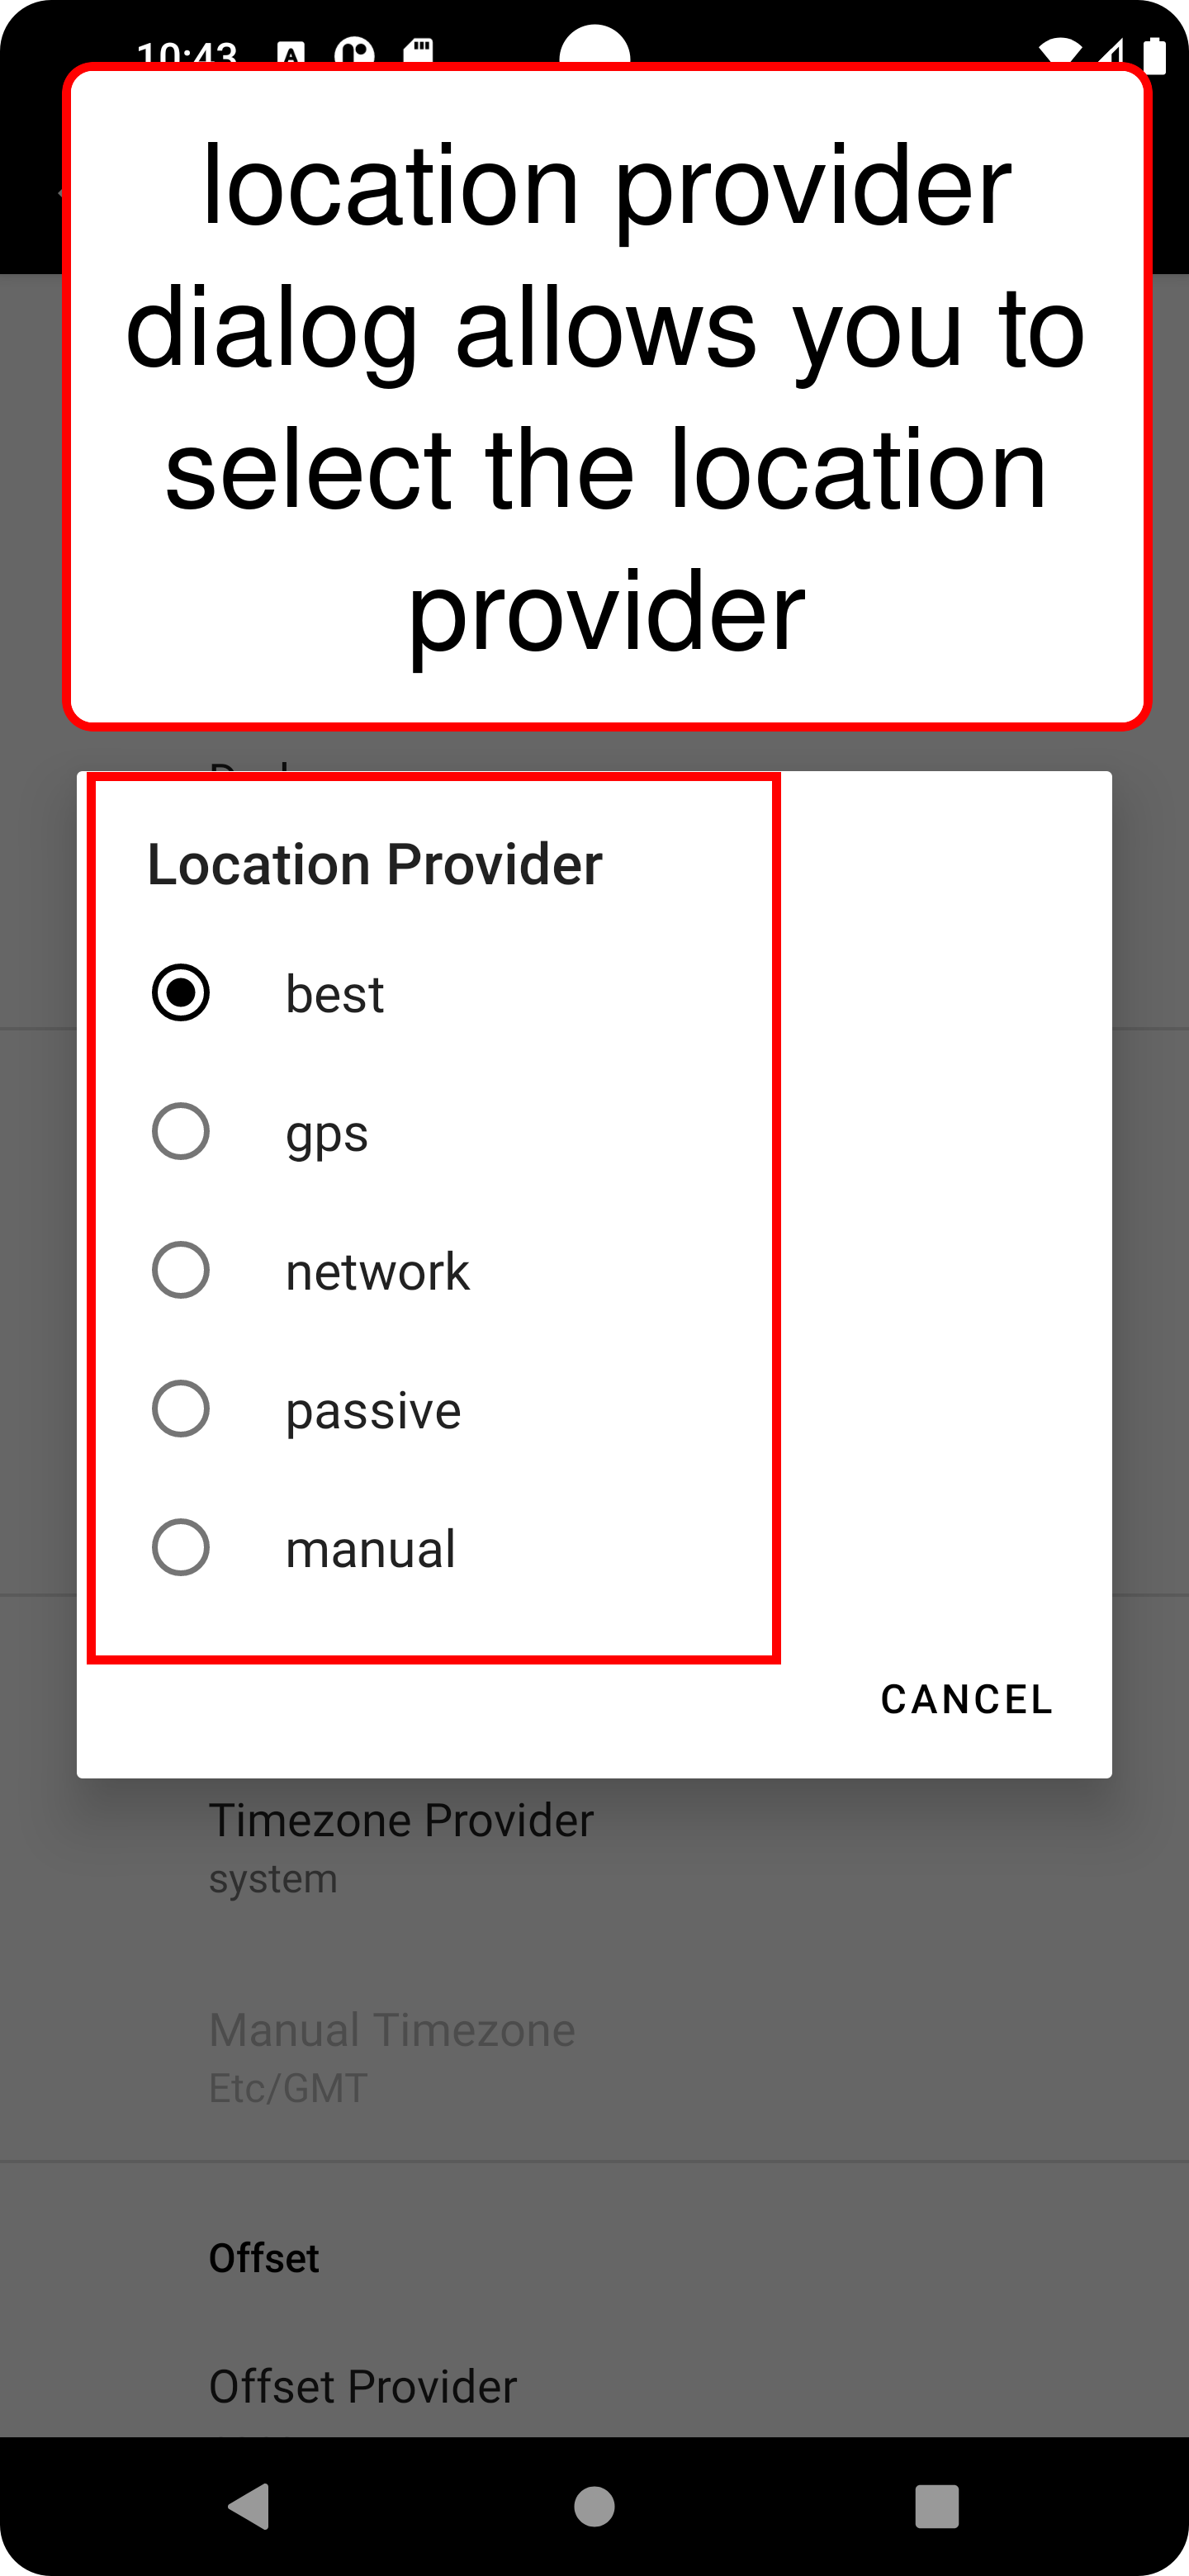 10:43
location provider
dialog allows you to
select the location
provider
Location Provider
best
gps
network
passive
manual
CANCEL
Timezone Provider
system
Manual Timezone
Etc/GMT
Offset
Offset Provider